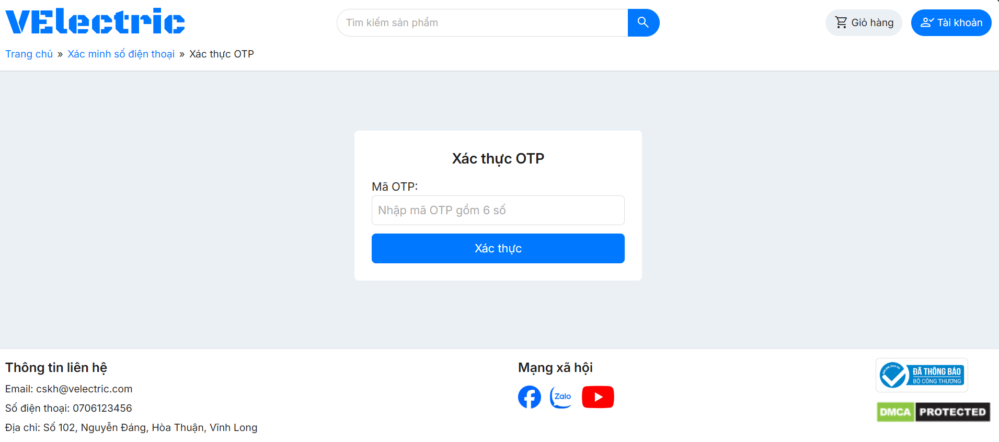 VElectric
Tìm kiếm sản phẩm
Giỏ hàng
Tài khoản
Trang chủ » Xác minh số điện thoại » Xác thực OTP
Xác thực OTP
Mã OTP:
Nhập mã OTP gồm 6 số
Xác thực
Thông tin liên hệ
Email: cskh@velectric.com
Số điện thoại: 0706123456
Địa chỉ: Số 102, Nguyễn Đáng, Hòa Thuận, Vĩnh Long
Mạng xã hội
Zalo
ONLINE.GOV.VN
ĐÃ THÔNG BÁO
BỘ CÔNG THƯƠNG
DMCA PROTECTED